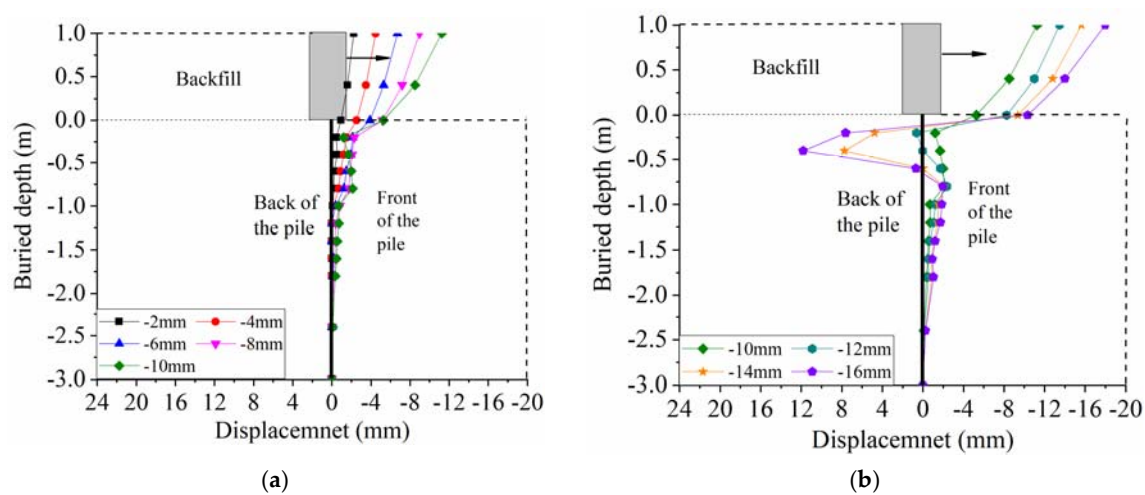 (a)
1.0
0.5
0.0
-0.5
-1.0
-1.5
-2.0
-2.5
-3.0
Buried depth (m)
Backfill
Back of
the pile
Front
of the
pile
-2mm -4mm
-6mm -8mm
-10mm
24 20 16 12 8 4 0 -4 -8 -12 -16 -20
Displacemnet (mm)
(a)
(b)
1.0
0.5
0.0
-0.5
-1.0
-1.5
-2.0
-2.5
-3.0
Buried depth (m)
Backfill
Back of
the pile
Front
of the
pile
-10mm -12mm
-14mm -16mm
24 20 16 12 8 4 0 -4 -8 -12 -16 -20
Displacemnet (mm)
(b)